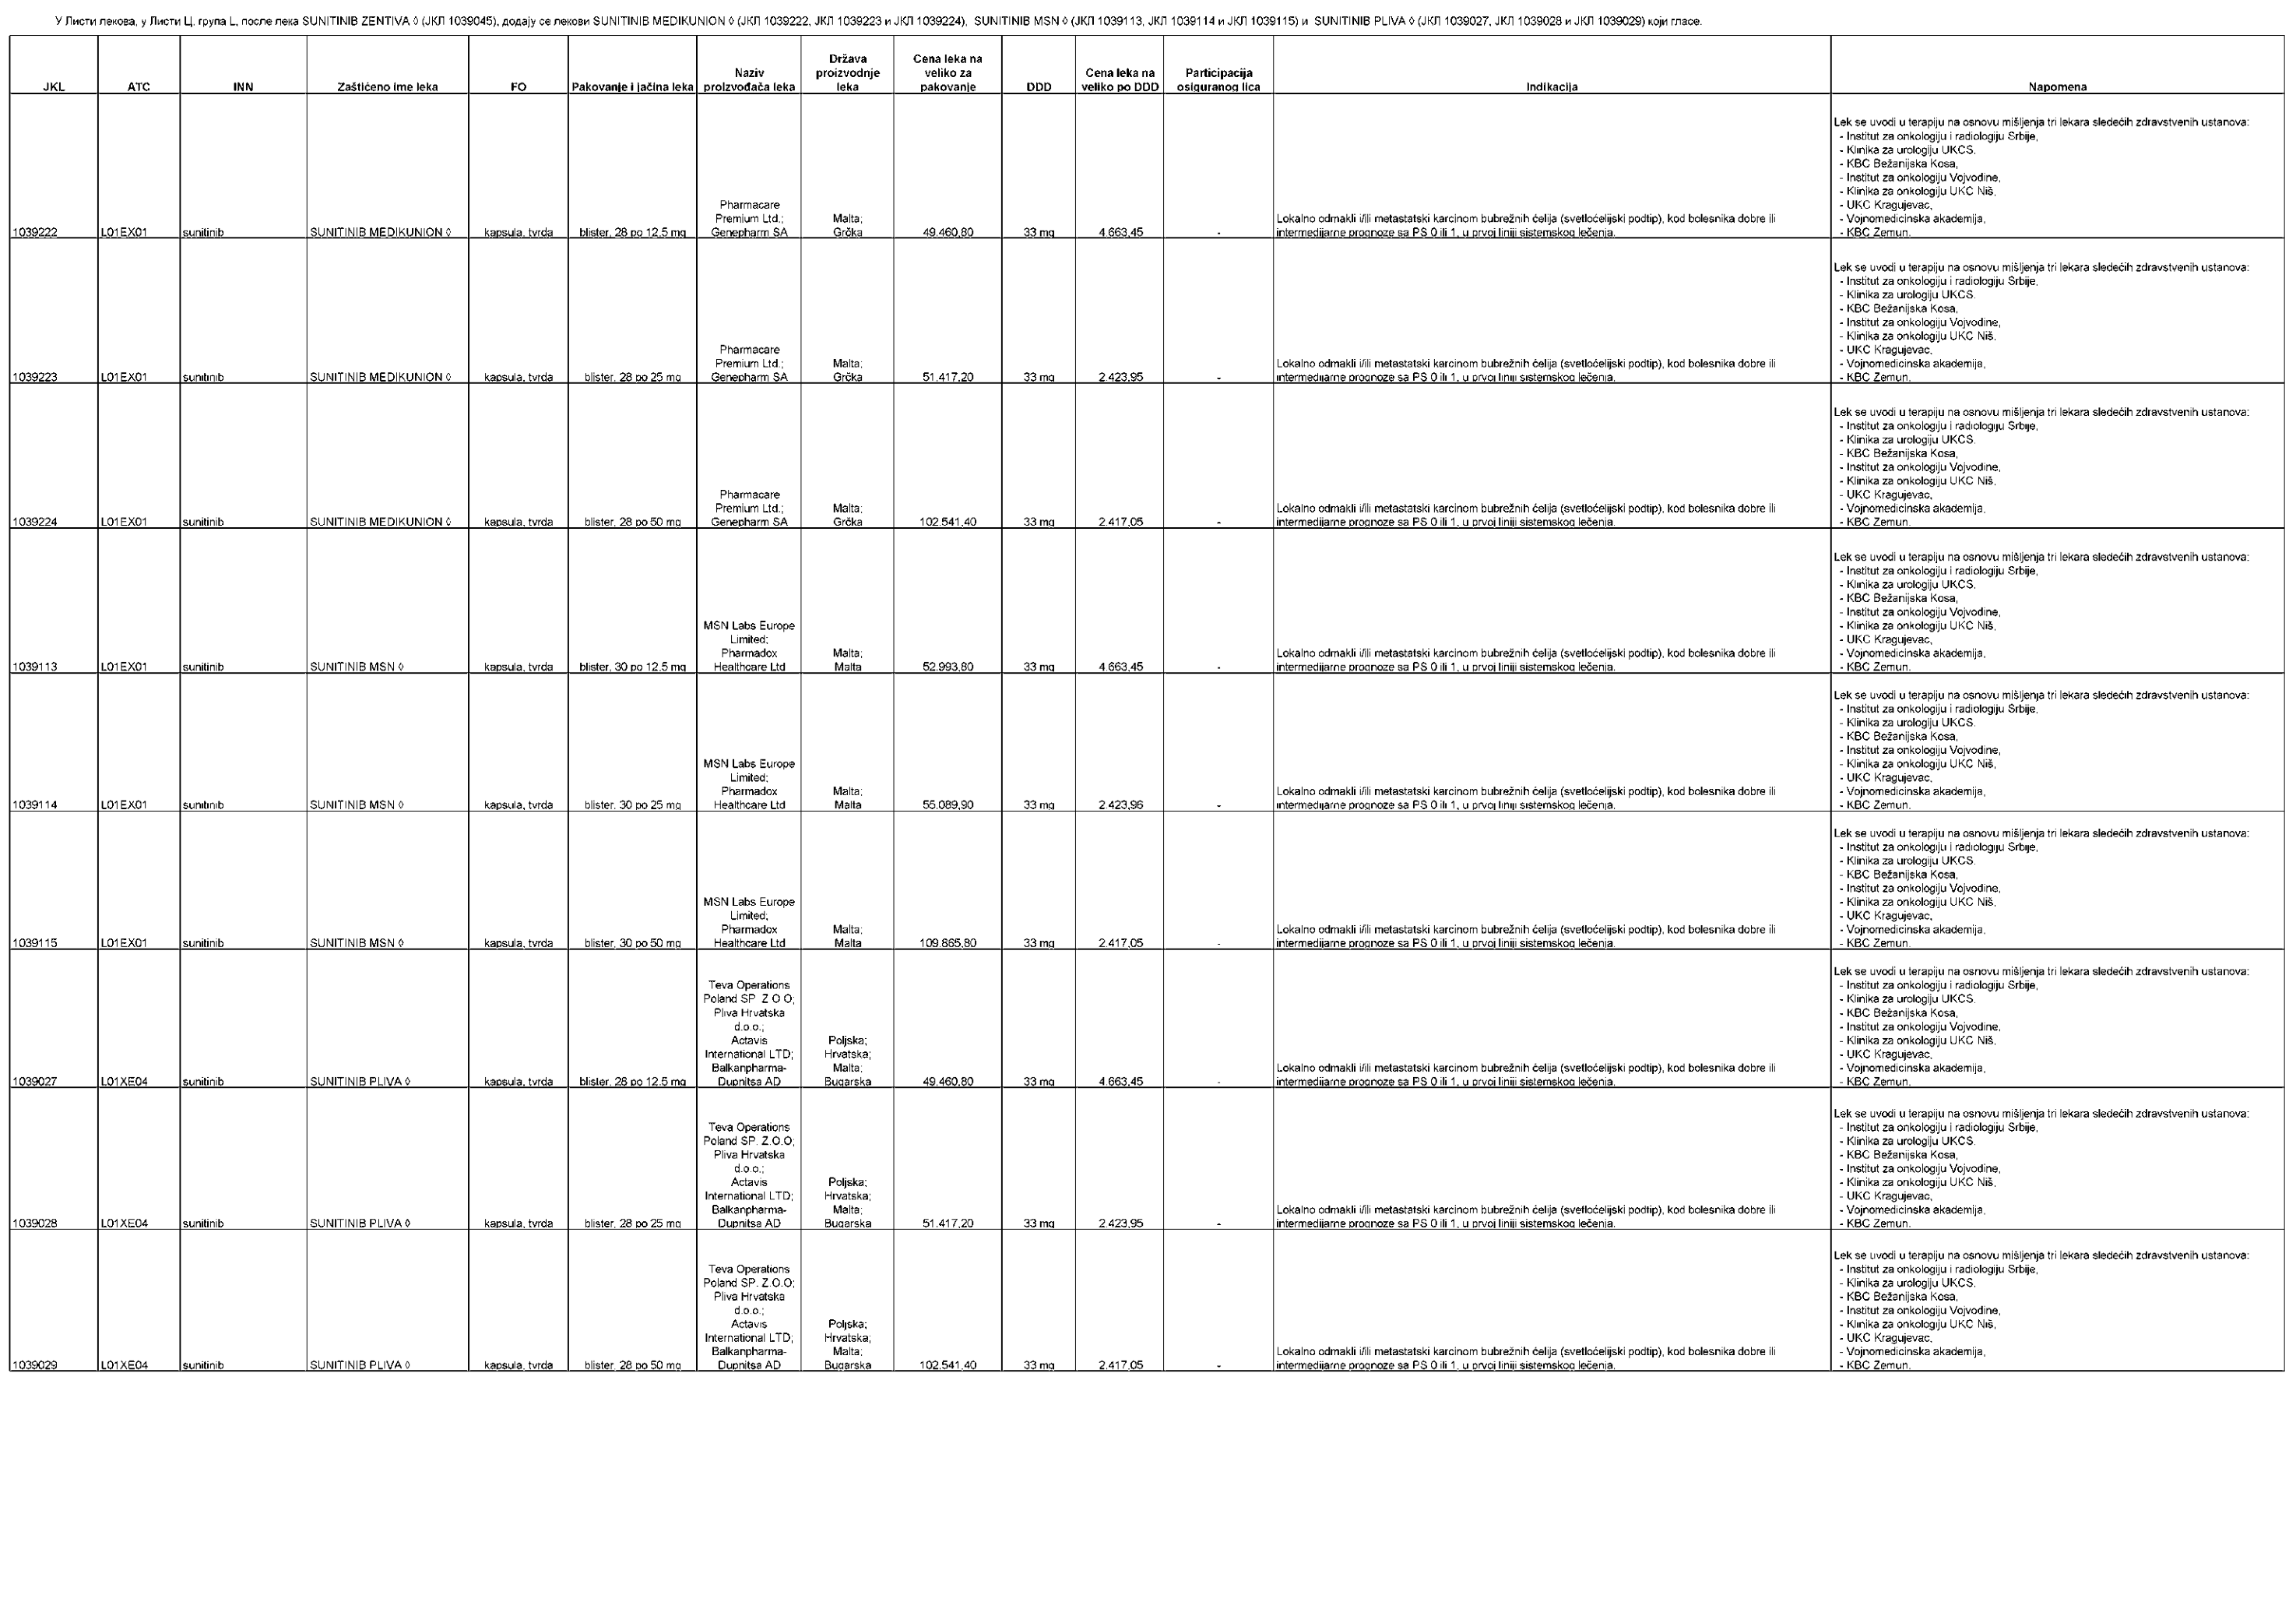 У Листи лекова, у Листи Ц, група L, после лека SUNITINIB ZENTIVA ◊ (ЈКЛ 1039045), додају се лекови SUNITINIB MEDIKUNION ◊ (ЈКЛ 1039222, ЈКЛ 1039223 и ЈКЛ 1039224), SUNITINIB MSN ◊ (ЈКЛ 1039113, ЈКЛ 1039114 и ЈКЛ 1039115) и SUNITINIB PLIVA ◊ (ЈКЛ 1039027, ЈКЛ 1039028 и ЈКЛ 1039029) који гласе:
JKL ATC INN Zaštićeno ime leka FO Pakovanje i jačina leka Naziv proizvođača leka Država proizvodnje leka Cena leka na veliko za pakovanje DDD Cena leka na veliko po DDD Participacija osiguranog lica Indikacija Napomena
1039222 L01EX01 sunitinib SUNITINIB MEDIKUNION ◊ kapsula, tvrda blister, 28 po 12,5 mg
Pharmacare
Premium Ltd.;
Genepharm SA
Malta;
Grčka
49.460,80 33 mg 4.663,45 -
Lokalno odmakli i/ili metastatski karcinom bubrežnih ćelija (svetloćelijski podtip), kod bolesnika dobre ili
intermedijarne prognoze sa PS 0 ili 1, u prvoj liniji sistemskog lečenja.
Lek se uvodi u terapiju na osnovu mišljenja tri lekara sledećih zdravstvenih ustanova:
- Institut za onkologiju i radiologiju Srbije,
- Klinika za urologiju UKCS,
- KBC Bežanijska Kosa,
- Institut za onkologiju Vojvodine,
- Klinika za onkologiju UKC Niš,
- UKC Kragujevac,
- Vojnomedicinska akademija,
- KBC Zemun.
1039223 L01EX01 sunitinib SUNITINIB MEDIKUNION ◊ kapsula, tvrda blister, 28 po 25 mg
Pharmacare
Premium Ltd.;
Genepharm SA
Malta;
Grčka
51.417,20 33 mg 2.423,95 -
Lokalno odmakli i/ili metastatski karcinom bubrežnih ćelija (svetloćelijski podtip), kod bolesnika dobre ili
intermedijarne prognoze sa PS 0 ili 1, u prvoj liniji sistemskog lečenja.
Lek se uvodi u terapiju na osnovu mišljenja tri lekara sledećih zdravstvenih ustanova:
- Institut za onkologiju i radiologiju Srbije,
- Klinika za urologiju UKCS,
- KBC Bežanijska Kosa,
- Institut za onkologiju Vojvodine,
- Klinika za onkologiju UKC Niš,
- UKC Kragujevac,
- Vojnomedicinska akademija,
- KBC Zemun.
1039224 L01EX01 sunitinib SUNITINIB MEDIKUNION ◊ kapsula, tvrda blister, 28 po 50 mg
Pharmacare
Premium Ltd.;
Genepharm SA
Malta;
Grčka
102.541,40 33 mg 2.417,05 -
Lokalno odmakli i/ili metastatski karcinom bubrežnih ćelija (svetloćelijski podtip), kod bolesnika dobre ili
intermedijarne prognoze sa PS 0 ili 1, u prvoj liniji sistemskog lečenja.
Lek se uvodi u terapiju na osnovu mišljenja tri lekara sledećih zdravstvenih ustanova:
- Institut za onkologiju i radiologiju Srbije,
- Klinika za urologiju UKCS,
- KBC Bežanijska Kosa,
- Institut za onkologiju Vojvodine,
- Klinika za onkologiju UKC Niš,
- UKC Kragujevac,
- Vojnomedicinska akademija,
- KBC Zemun.
1039113 L01EX01 sunitinib SUNITINIB MSN ◊ kapsula, tvrda blister, 30 po 12,5 mg
MSN Labs Europe
Limited;
Pharmadox
Healthcare Ltd
Malta;
Malta
52.993,80 33 mg 4.663,45 -
Lokalno odmakli i/ili metastatski karcinom bubrežnih ćelija (svetloćelijski podtip), kod bolesnika dobre ili
intermedijarne prognoze sa PS 0 ili 1, u prvoj liniji sistemskog lečenja.
Lek se uvodi u terapiju na osnovu mišljenja tri lekara sledećih zdravstvenih ustanova:
- Institut za onkologiju i radiologiju Srbije,
- Klinika za urologiju UKCS,
- KBC Bežanijska Kosa,
- Institut za onkologiju Vojvodine,
- Klinika za onkologiju UKC Niš,
- UKC Kragujevac,
- Vojnomedicinska akademija,
- KBC Zemun.
1039114 L01EX01 sunitinib SUNITINIB MSN ◊ kapsula, tvrda blister, 30 po 25 mg
MSN Labs Europe
Limited;
Pharmadox
Healthcare Ltd
Malta;
Malta
55.089,90 33 mg 2.423,96 -
Lokalno odmakli i/ili metastatski karcinom bubrežnih ćelija (svetloćelijski podtip), kod bolesnika dobre ili
intermedijarne prognoze sa PS 0 ili 1, u prvoj liniji sistemskog lečenja.
Lek se uvodi u terapiju na osnovu mišljenja tri lekara sledećih zdravstvenih ustanova:
- Institut za onkologiju i radiologiju Srbije,
- Klinika za urologiju UKCS,
- KBC Bežanijska Kosa,
- Institut za onkologiju Vojvodine,
- Klinika za onkologiju UKC Niš,
- UKC Kragujevac,
- Vojnomedicinska akademija,
- KBC Zemun.
1039115 L01EX01 sunitinib SUNITINIB MSN ◊ kapsula, tvrda blister, 30 po 50 mg
MSN Labs Europe
Limited;
Pharmadox
Healthcare Ltd
Malta;
Malta
109.865,80 33 mg 2.417,05 -
Lokalno odmakli i/ili metastatski karcinom bubrežnih ćelija (svetloćelijski podtip), kod bolesnika dobre ili
intermedijarne prognoze sa PS 0 ili 1, u prvoj liniji sistemskog lečenja.
Lek se uvodi u terapiju na osnovu mišljenja tri lekara sledećih zdravstvenih ustanova:
- Institut za onkologiju i radiologiju Srbije,
- Klinika za urologiju UKCS,
- KBC Bežanijska Kosa,
- Institut za onkologiju Vojvodine,
- Klinika za onkologiju UKC Niš,
- UKC Kragujevac,
- Vojnomedicinska akademija,
- KBC Zemun.
1039027 L01XE04 sunitinib SUNITINIB PLIVA ◊ kapsula, tvrda blister, 28 po 12,5 mg
Teva Operations
Poland SP. Z.O.O;
Pliva Hrvatska
d.o.o.;
Actavis
International LTD;
Balkanpharma-
Dupnitsa AD
Poljska;
Hrvatska;
Malta;
Bugarska
49.460,80 33 mg 4.663,45 -
Lokalno odmakli i/ili metastatski karcinom bubrežnih ćelija (svetloćelijski podtip), kod bolesnika dobre ili
intermedijarne prognoze sa PS 0 ili 1, u prvoj liniji sistemskog lečenja.
Lek se uvodi u terapiju na osnovu mišljenja tri lekara sledećih zdravstvenih ustanova:
- Institut za onkologiju i radiologiju Srbije,
- Klinika za urologiju UKCS,
- KBC Bežanijska Kosa,
- Institut za onkologiju Vojvodine,
- Klinika za onkologiju UKC Niš,
- UKC Kragujevac,
- Vojnomedicinska akademija,
- KBC Zemun.
1039028 L01XE04 sunitinib SUNITINIB PLIVA ◊ kapsula, tvrda blister, 28 po 25 mg
Teva Operations
Poland SP. Z.O.O;
Pliva Hrvatska
d.o.o.;
Actavis
International LTD;
Balkanpharma-
Dupnitsa AD
Poljska;
Hrvatska;
Malta;
Bugarska
51.417,20 33 mg 2.423,95 -
Lokalno odmakli i/ili metastatski karcinom bubrežnih ćelija (svetloćelijski podtip), kod bolesnika dobre ili
intermedijarne prognoze sa PS 0 ili 1, u prvoj liniji sistemskog lečenja.
Lek se uvodi u terapiju na osnovu mišljenja tri lekara sledećih zdravstvenih ustanova:
- Institut za onkologiju i radiologiju Srbije,
- Klinika za urologiju UKCS,
- KBC Bežanijska Kosa,
- Institut za onkologiju Vojvodine,
- Klinika za onkologiju UKC Niš,
- UKC Kragujevac,
- Vojnomedicinska akademija,
- KBC Zemun.
1039029 L01XE04 sunitinib SUNITINIB PLIVA ◊ kapsula, tvrda blister, 28 po 50 mg
Teva Operations
Poland SP. Z.O.O;
Pliva Hrvatska
d.o.o.;
Actavis
International LTD;
Balkanpharma-
Dupnitsa AD
Poljska;
Hrvatska;
Malta;
Bugarska
102.541,40 33 mg 2.417,05 -
Lokalno odmakli i/ili metastatski karcinom bubrežnih ćelija (svetloćelijski podtip), kod bolesnika dobre ili
intermedijarne prognoze sa PS 0 ili 1, u prvoj liniji sistemskog lečenja.
Lek se uvodi u terapiju na osnovu mišljenja tri lekara sledećih zdravstvenih ustanova:
- Institut za onkologiju i radiologiju Srbije,
- Klinika za urologiju UKCS,
- KBC Bežanijska Kosa,
- Institut za onkologiju Vojvodine,
- Klinika za onkologiju UKC Niš,
- UKC Kragujevac,
- Vojnomedicinska akademija,
- KBC Zemun.